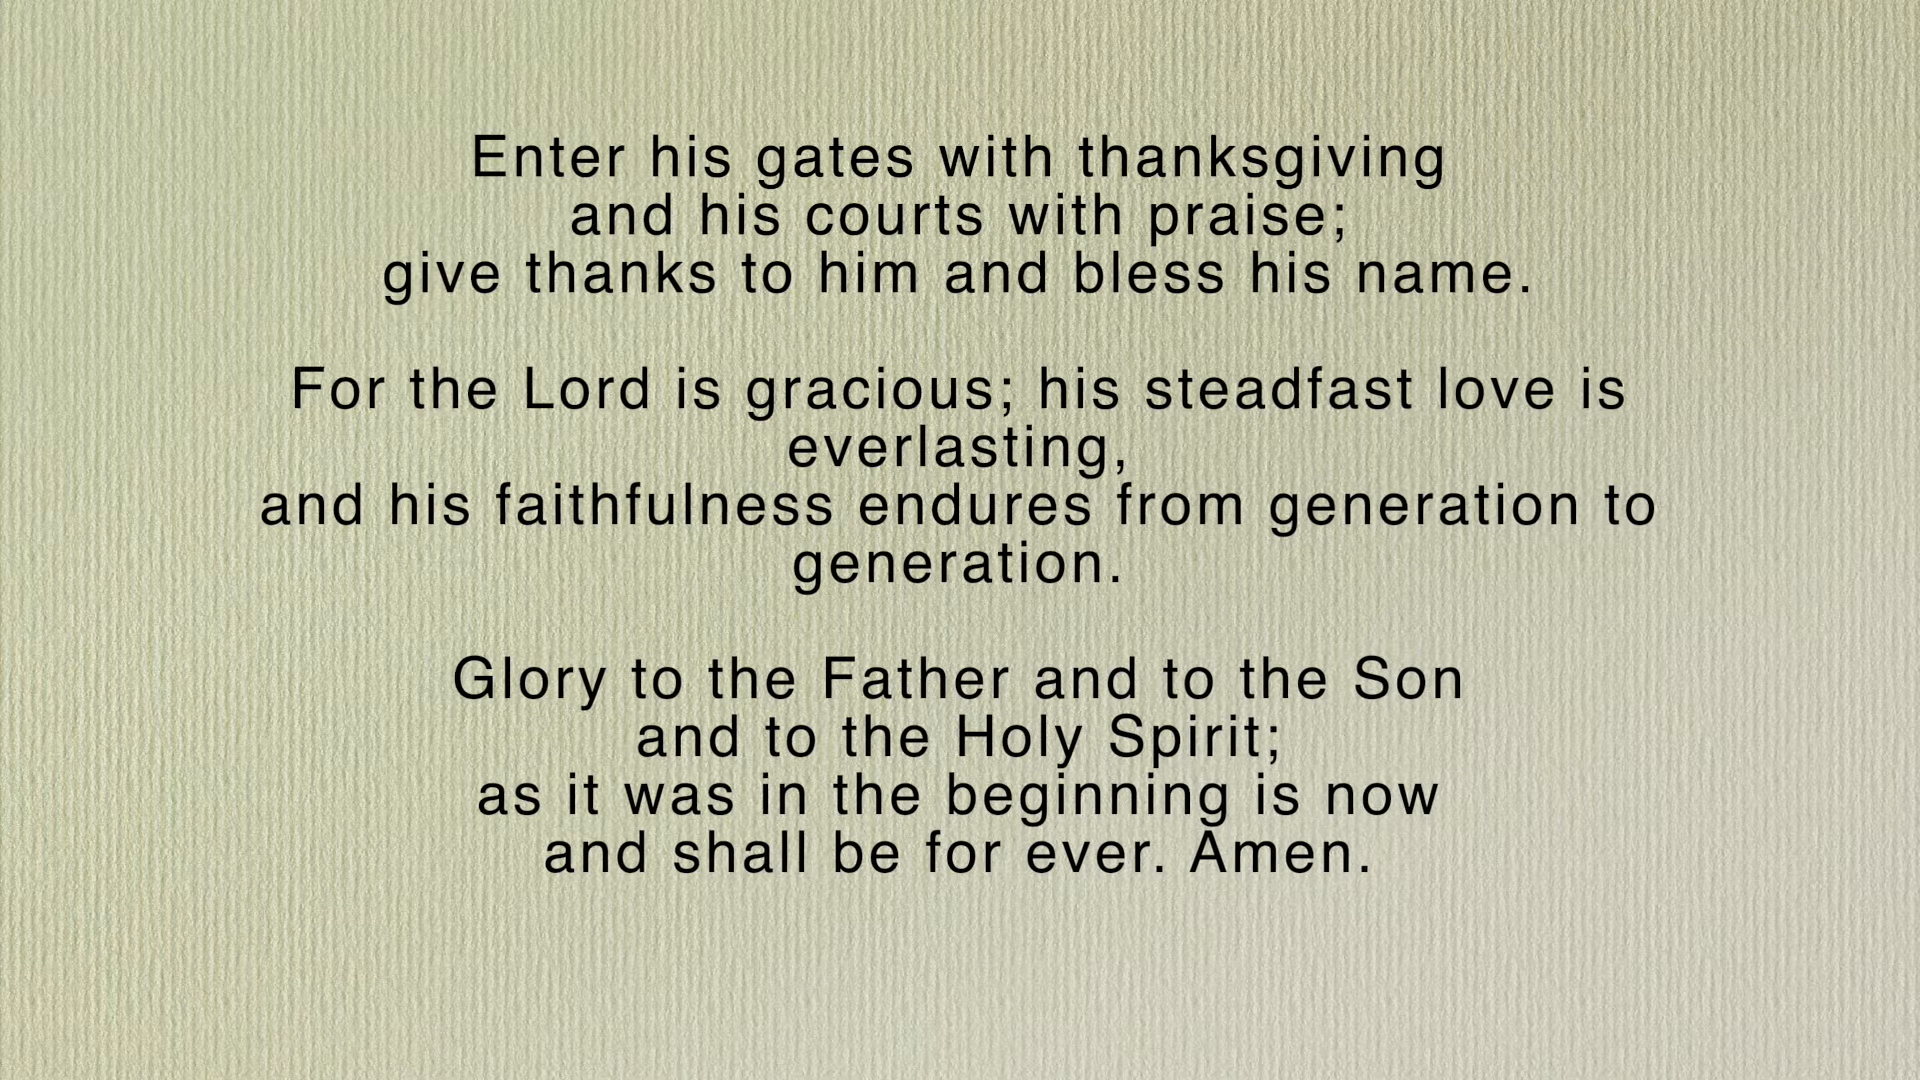 Enter his gates with thanksgiving
and his courts with praise;
give thanks to him and bless his name.
For the Lord is gracious; his steadfast love is
everlasting,
and his faithfulness endures from generation to
generation.
Glory to the Father and to the Son
and to the Holy Spirit;
as it was in the beginning is now
and shall be for ever. Amen.